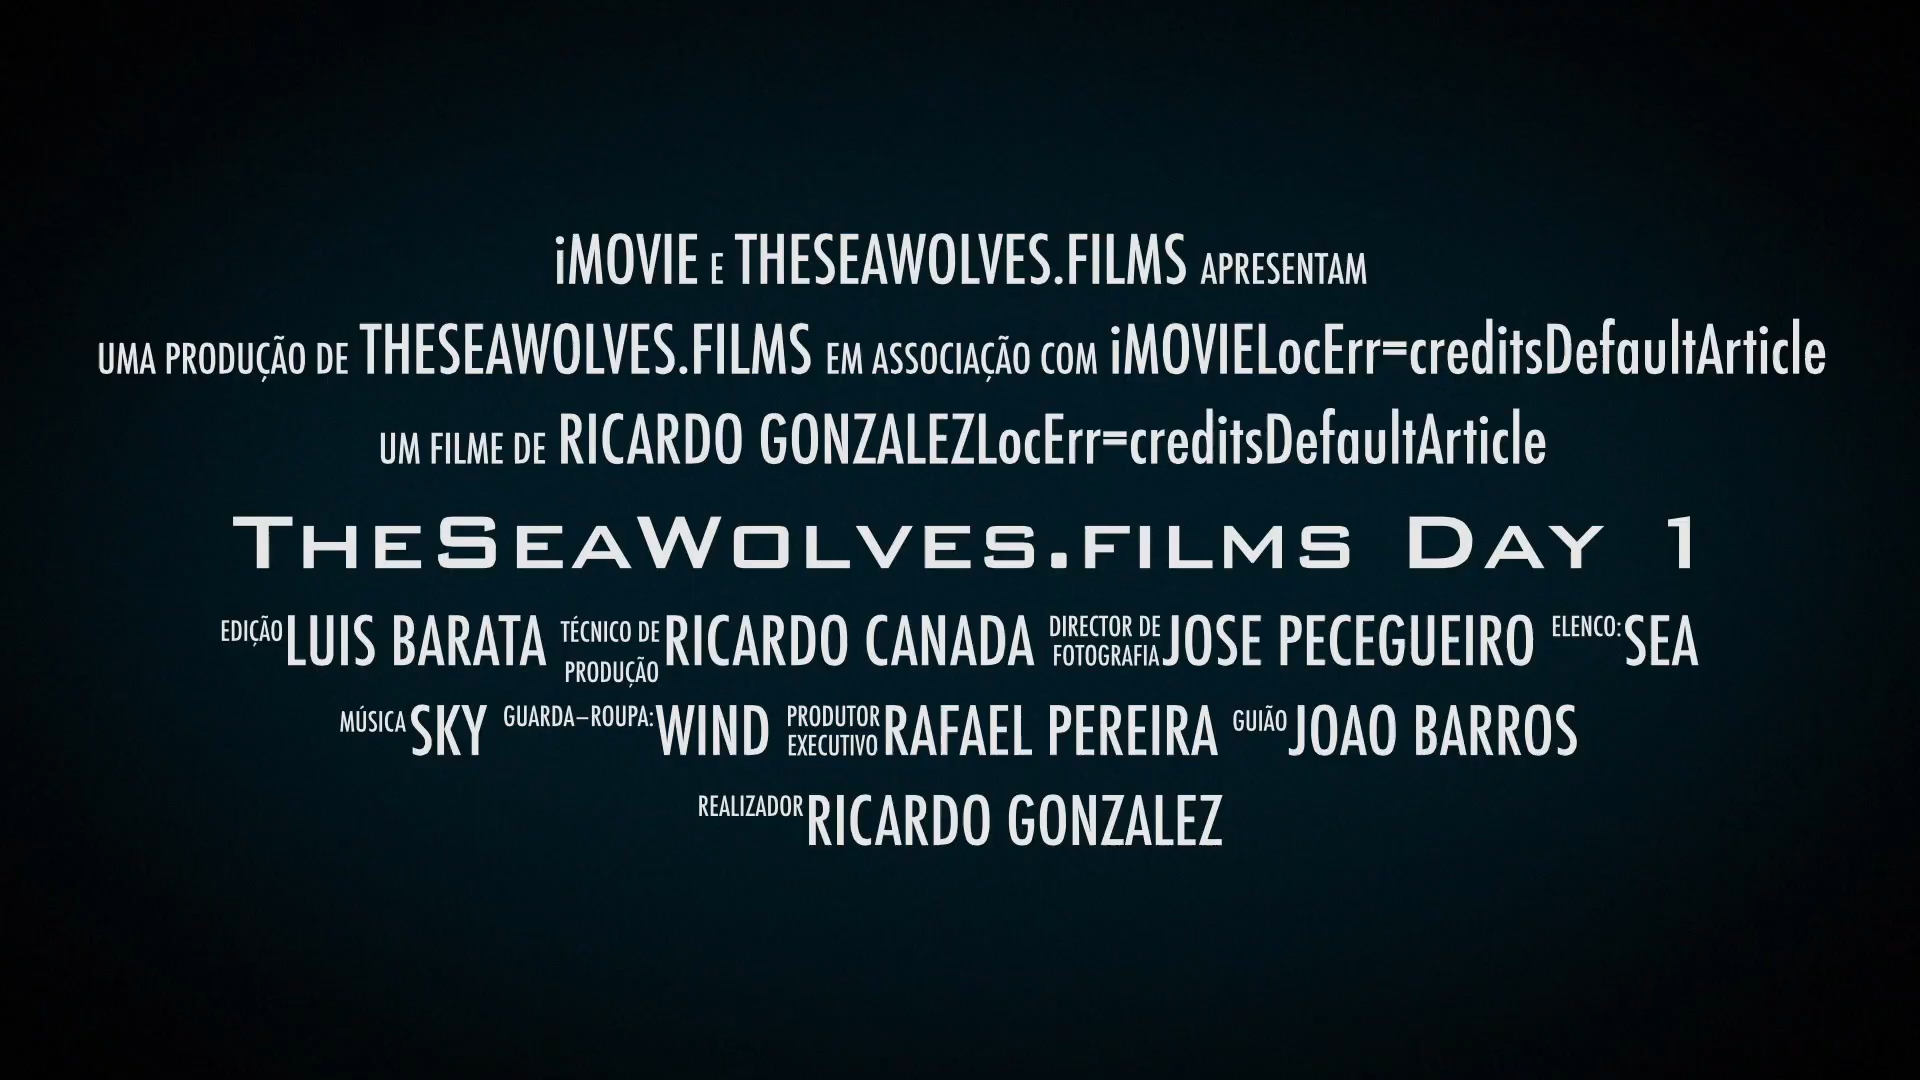 iMOVIE E THESEAWOLVES.FILMS APRESENTAM
UMA PRODUÇÃO DE THESEAWOLVES.FILMS EM ASSOCIAÇÃO COM iMOVIELocErr=creditsDefaultArticle
UM FILME DE RICARDO GONZALEZLocErr=creditsDefaultArticle
TheSeaWolves.films Day 1
EDIÇÃO LUIS BARATA TÉCNICO DE PRODUÇÃO RICARDO CANADA DIRECTOR DE FOTOGRAFIA JOSE PECEGUEIRO ELENCO: SEA
MÚSICA SKY GUARDA-ROUPA: WIND PRODUTOR EXECUTIVO RAFAEL PEREIRA GUIÃO JOAO BARROS
REALIZADOR RICARDO GONZALEZ